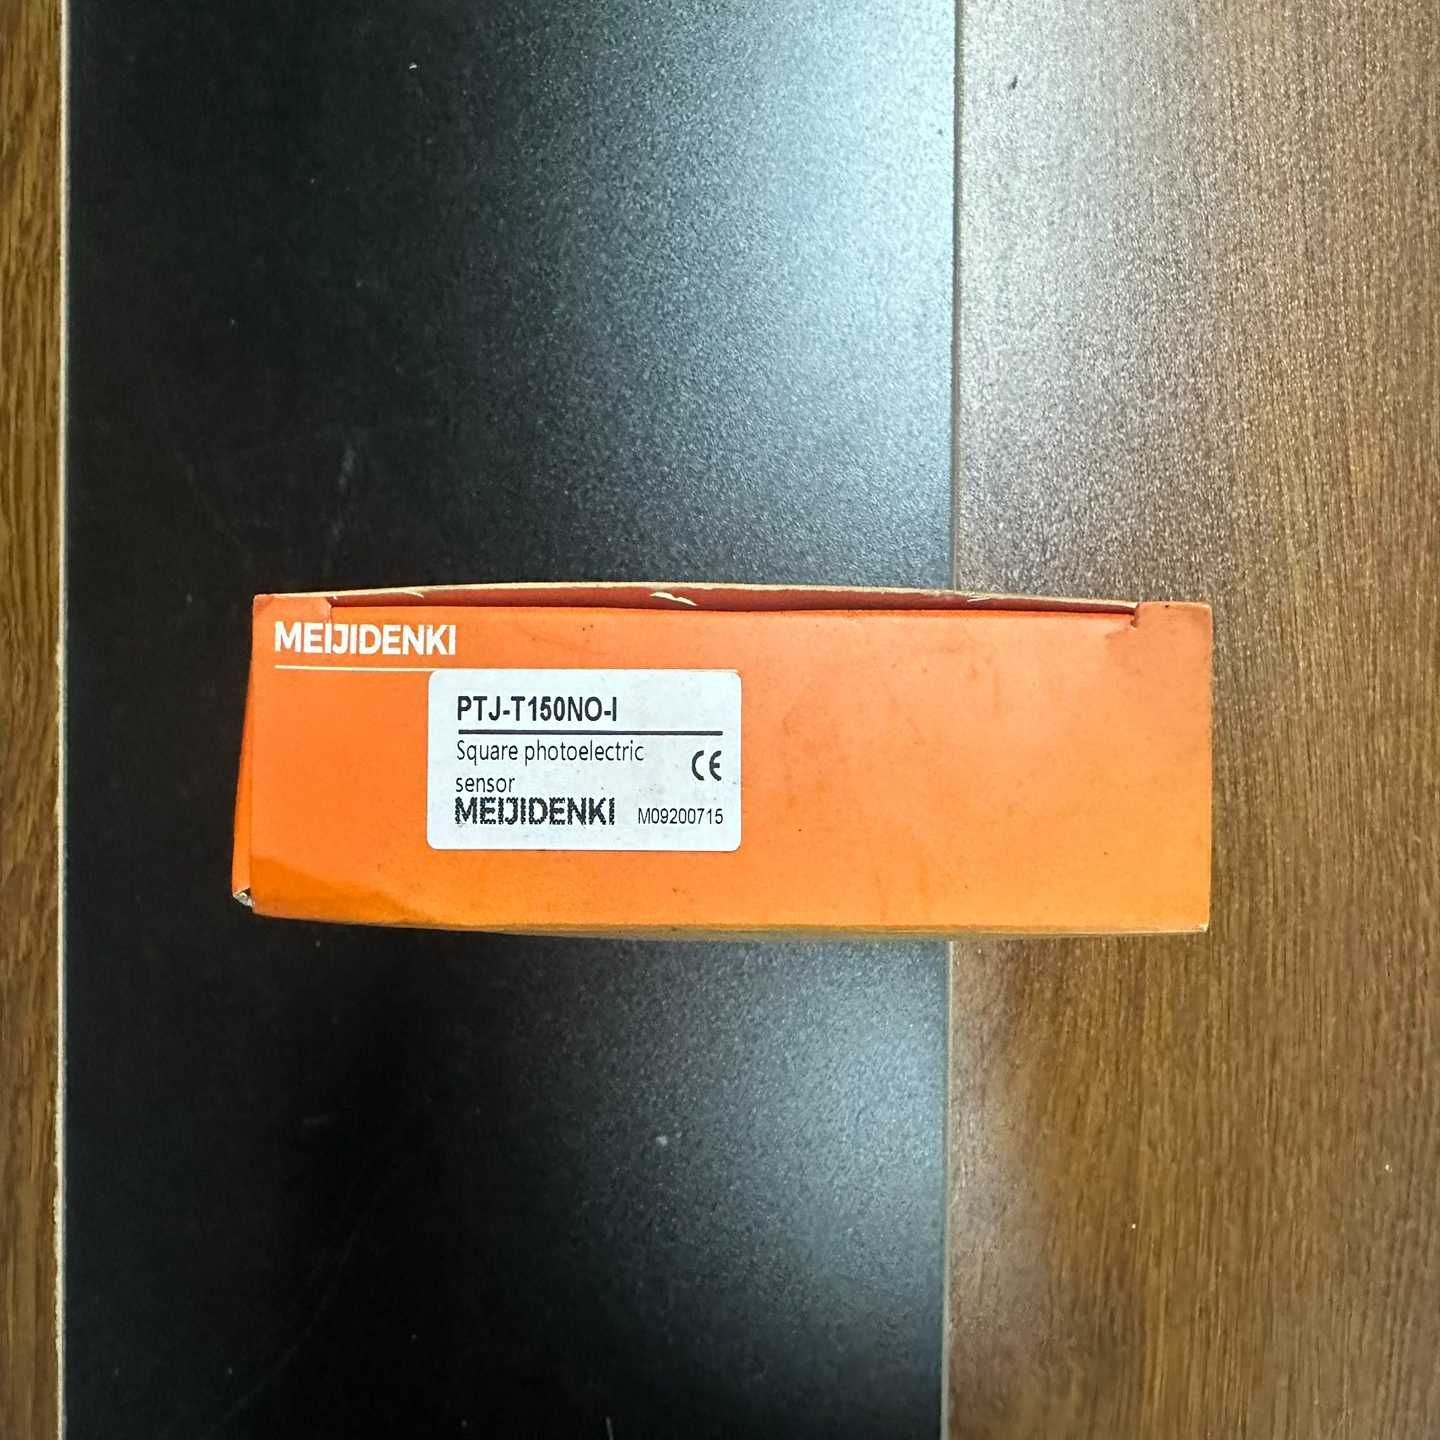 MEIJIDENKI
PTJ-T150NO-I
Square photoelectric
sensor
CE
MEIJIDENKI M09200715